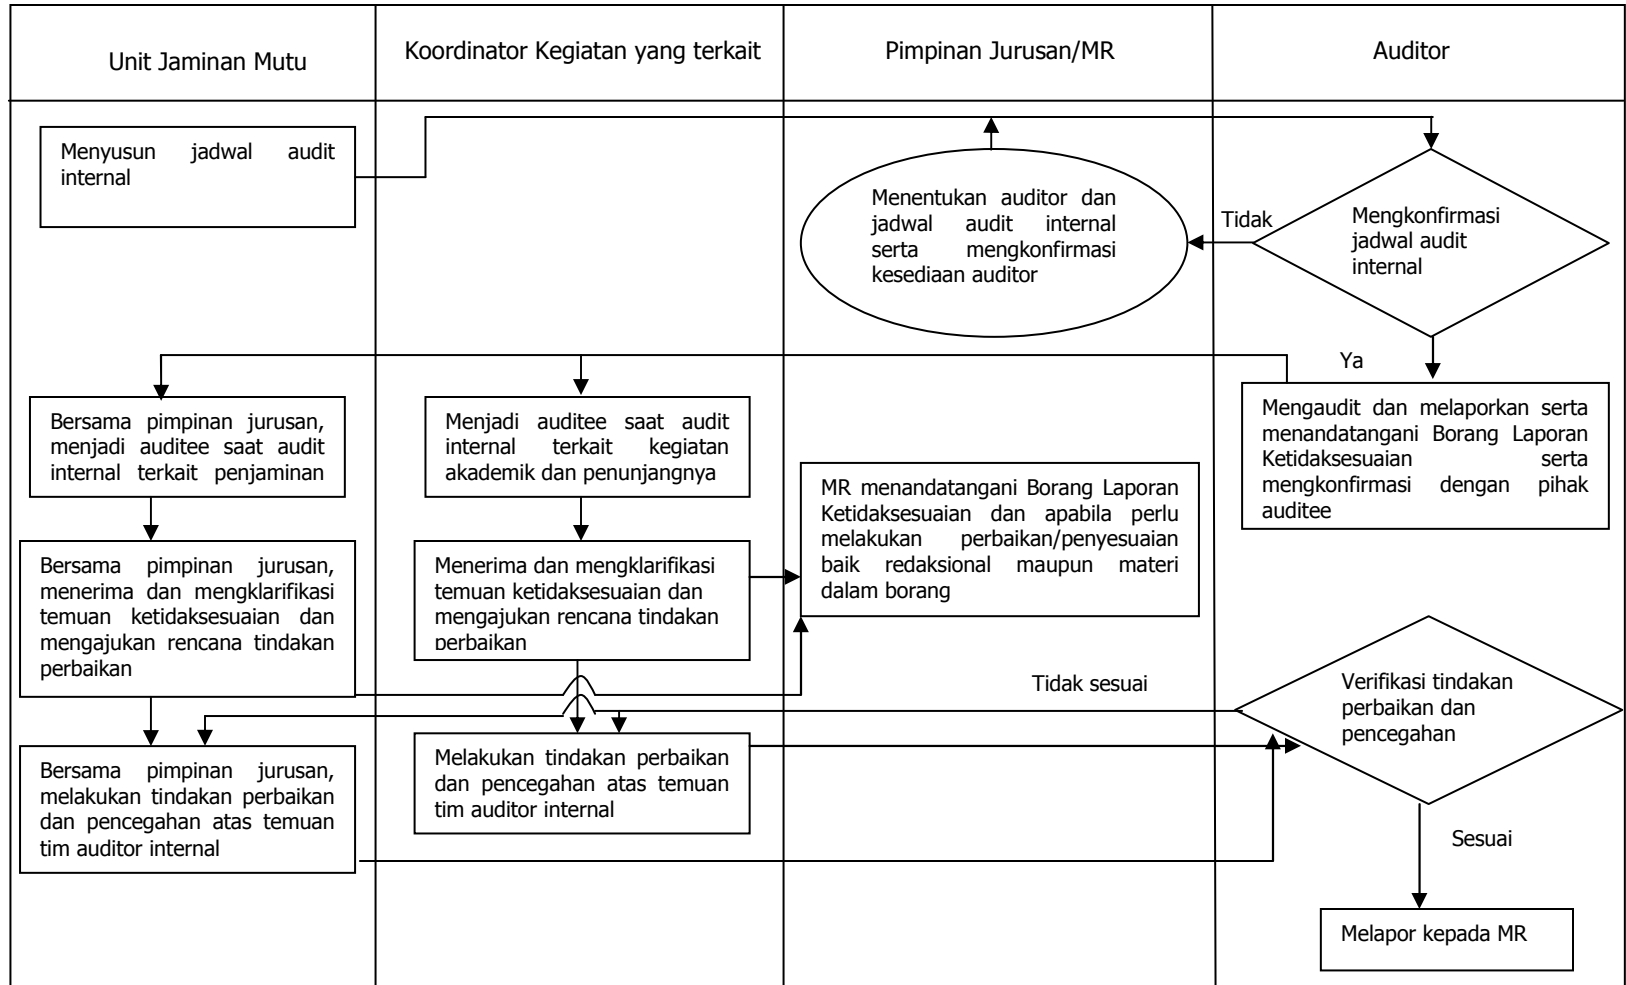 Unit Jaminan Mutu
Koordinator Kegiatan yang terkait
Pimpinan Jurusan/MR
Auditor
Menyusun jadwal audit
internal
Menentukan auditor dan
jadwal audit internal
serta mengkonfirmasi
kesediaan auditor
Tidak
Mengkonfirmasi
jadwal audit
internal
Ya
Bersama pimpinan jurusan,
menjadi auditee saat audit
internal terkait penjaminan
Menjadi auditee saat audit
internal terkait kegiatan
akademik dan penunjangnya
MR menandatangani Borang Laporan
Ketidaksesuaian dan apabila perlu
melakukan perbaikan/penyesuaian
baik redaksional maupun materi
dalam borang
Mengaudit dan melaporkan serta
menandatangani Borang Laporan
Ketidaksesuaian serta
mengkonfirmasi dengan pihak
auditee
Bersama pimpinan jurusan,
menerima dan mengklarifikasi
temuan ketidaksesuaian dan
mengajukan rencana tindakan
perbaikan
Menerima dan mengklarifikasi
temuan ketidaksesuaian dan
mengajukan rencana tindakan
perbaikan
Tidak sesuai
Verifikasi tindakan
perbaikan dan
pencegahan
Bersama pimpinan jurusan,
melakukan tindakan perbaikan
dan pencegahan atas temuan
tim auditor internal
Melakukan tindakan perbaikan
dan pencegahan atas temuan
tim auditor internal
Sesuai
Melapor kepada MR